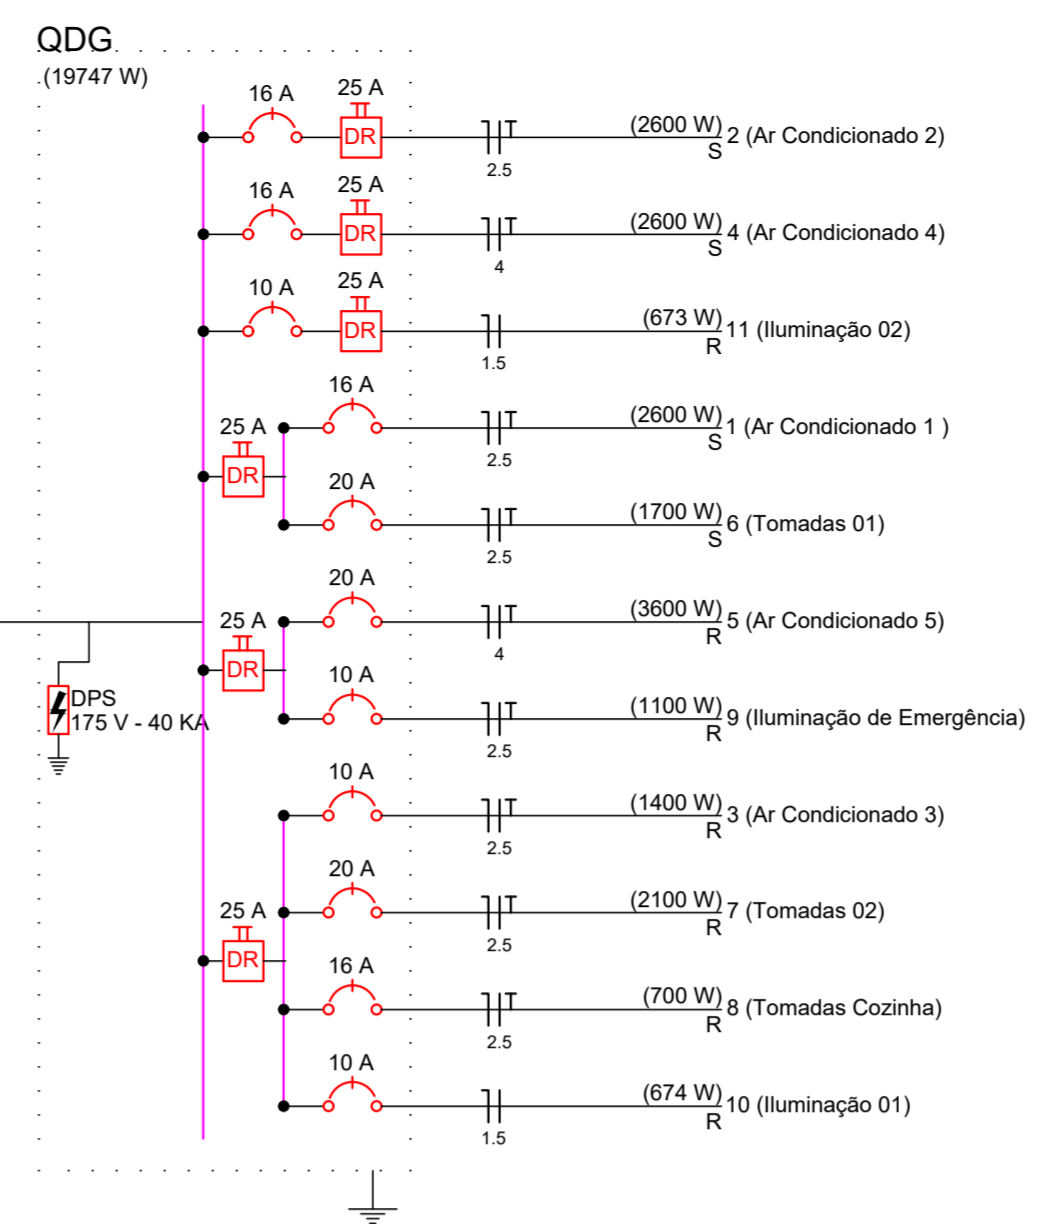 QDG
(19747 W)
16 A
25 A
DR
2.5
(2600 W)
S
2 (Ar Condicionado 2)
16 A
25 A
DR
T
4
(2600 W)
S
4 (Ar Condicionado 4)
10 A
25 A
DR
1.5
(673 W)
R
11 (Iluminação 02)
25 A
DR
16 A
2.5
(2600 W)
S
1 (Ar Condicionado 1 )
20 A
2.5
(1700 W)
S
6 (Tomadas 01)
25 A
DR
20 A
4
(3600 W)
R
5 (Ar Condicionado 5)
10 A
2.5
(1100 W)
R
9 (Iluminação de Emergência)
DPS
175 V - 40 KA
25 A
DR
10 A
2.5
(1400 W)
R
3 (Ar Condicionado 3)
20 A
2.5
(2100 W)
R
7 (Tomadas 02)
16 A
2.5
(700 W)
R
8 (Tomadas Cozinha)
10 A
1.5
(674 W)
R
10 (Iluminação 01)